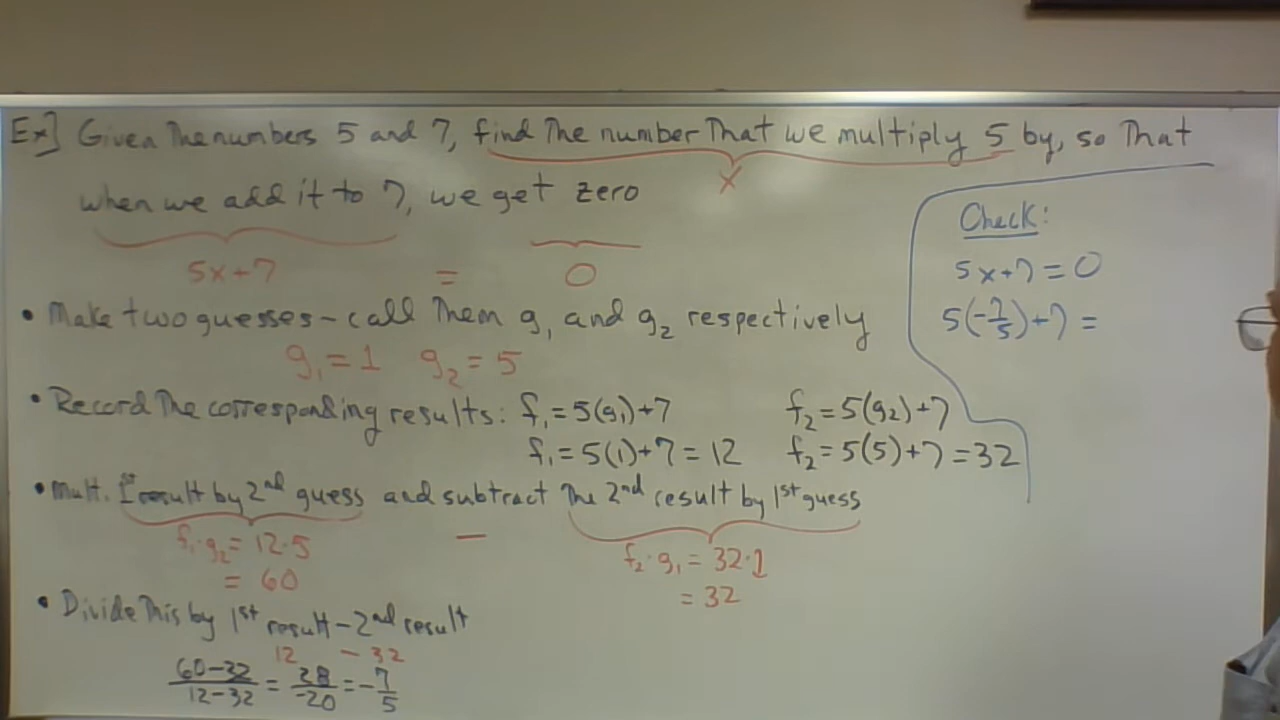 Ex] Given the numbers 5 and 7, find the number that we multiply 5 by, so that
x
when we add it to 7, we get zero
5x+7 = 0
• Make two guesses - call them g₁ and g₂ respectively
g₁ = 1 g₂ = 5
• Record the corresponding results: f₁ = 5(g₁)+7 f₂ = 5(g₂)+7
f₁ = 5(1)+7 = 12 f₂ = 5(5)+7 = 32
• Mult. 1st result by 2nd guess and subtract the 2nd result by 1st guess
f₁·g₂ = 12·5 — f₂·g₁ = 32·1
= 60 = 32
• Divide this by 1st result - 2nd result
12 - 32
(60-32)/(12-32) = 28/-20 = -7/5
Check:
5x+7 = 0
5(-7/5)+7 =